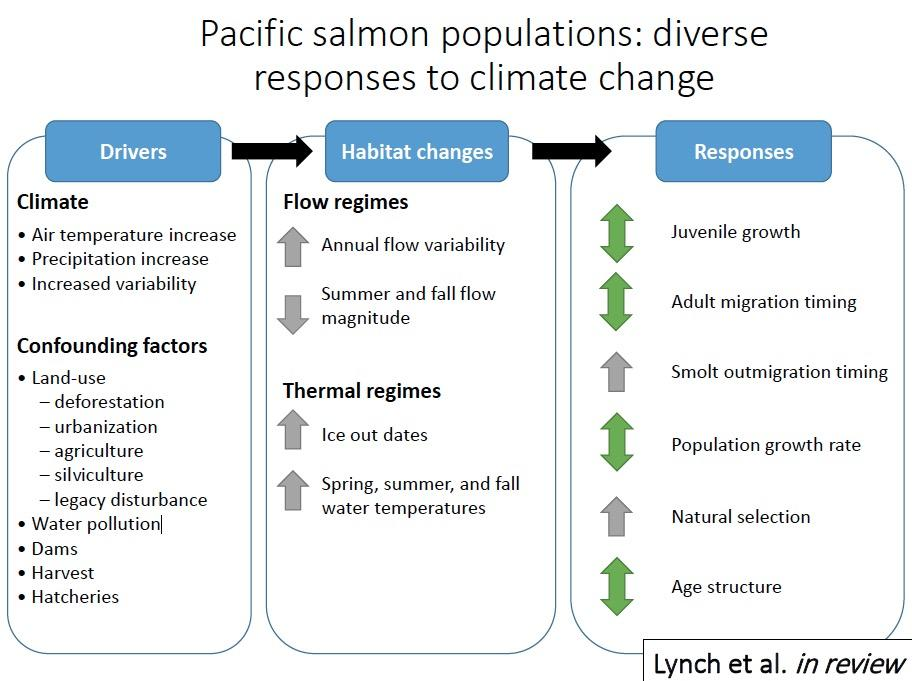 Pacific salmon populations: diverse
responses to climate change
Drivers
Climate
• Air temperature increase
• Precipitation increase
• Increased variability
Confounding factors
• Land-use
– deforestation
– urbanization
– agriculture
– silviculture
– legacy disturbance
• Water pollution
• Dams
• Harvest
• Hatcheries
Habitat changes
Flow regimes
Annual flow variability
Summer and fall flow
magnitude
Thermal regimes
Ice out dates
Spring, summer, and fall
water temperatures
Responses
Juvenile growth
Adult migration timing
Smolt outmigration timing
Population growth rate
Natural selection
Age structure
Lynch et al. in review